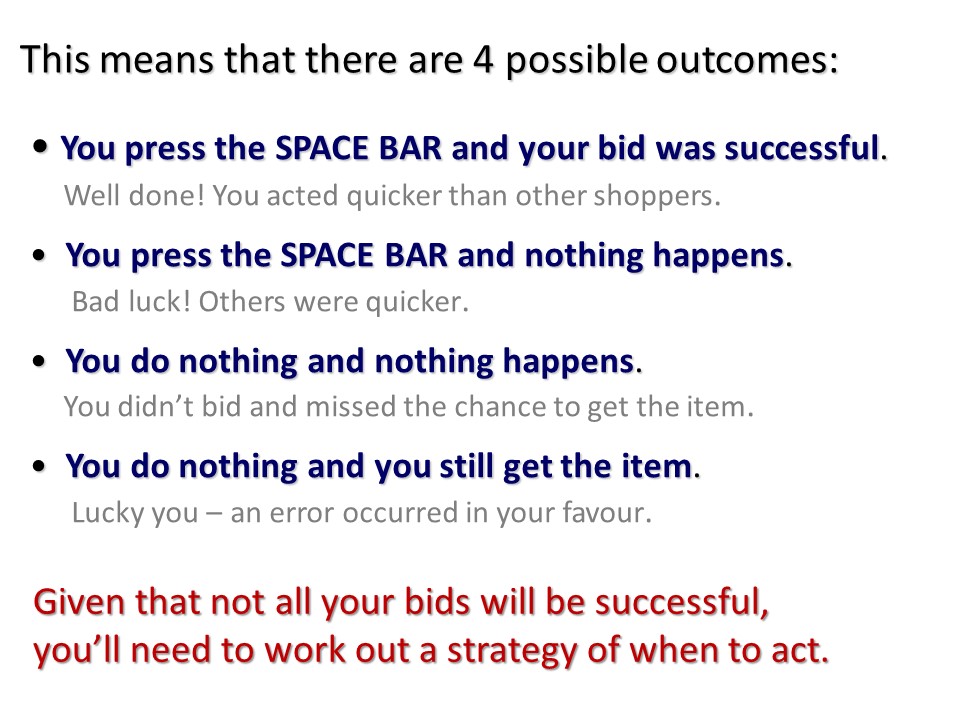 This means that there are 4 possible outcomes:
• You press the SPACE BAR and your bid was successful.
Well done! You acted quicker than other shoppers.
• You press the SPACE BAR and nothing happens.
Bad luck! Others were quicker.
• You do nothing and nothing happens.
You didn’t bid and missed the chance to get the item.
• You do nothing and you still get the item.
Lucky you – an error occurred in your favour.
Given that not all your bids will be successful,
you’ll need to work out a strategy of when to act.